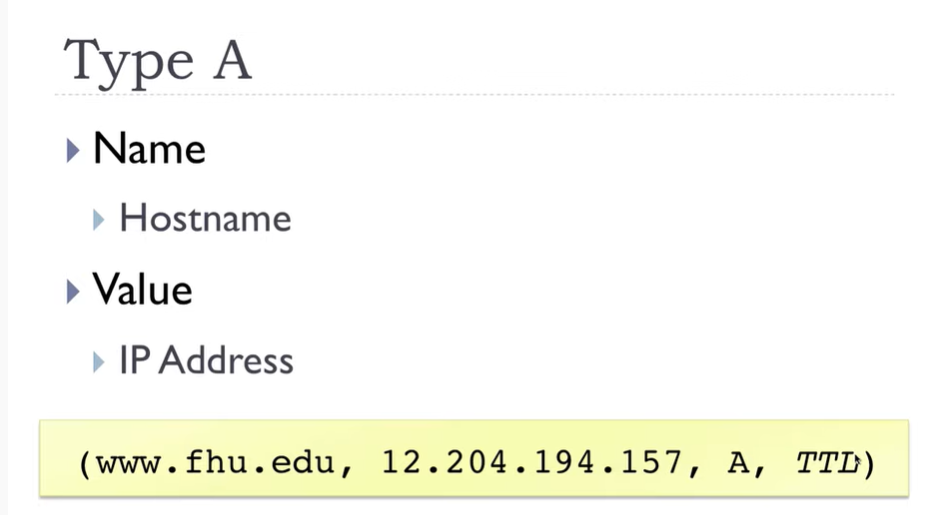 Type A
Name
Hostname
Value
IP Address
(www.fhu.edu, 12.204.194.157, A, TTL)